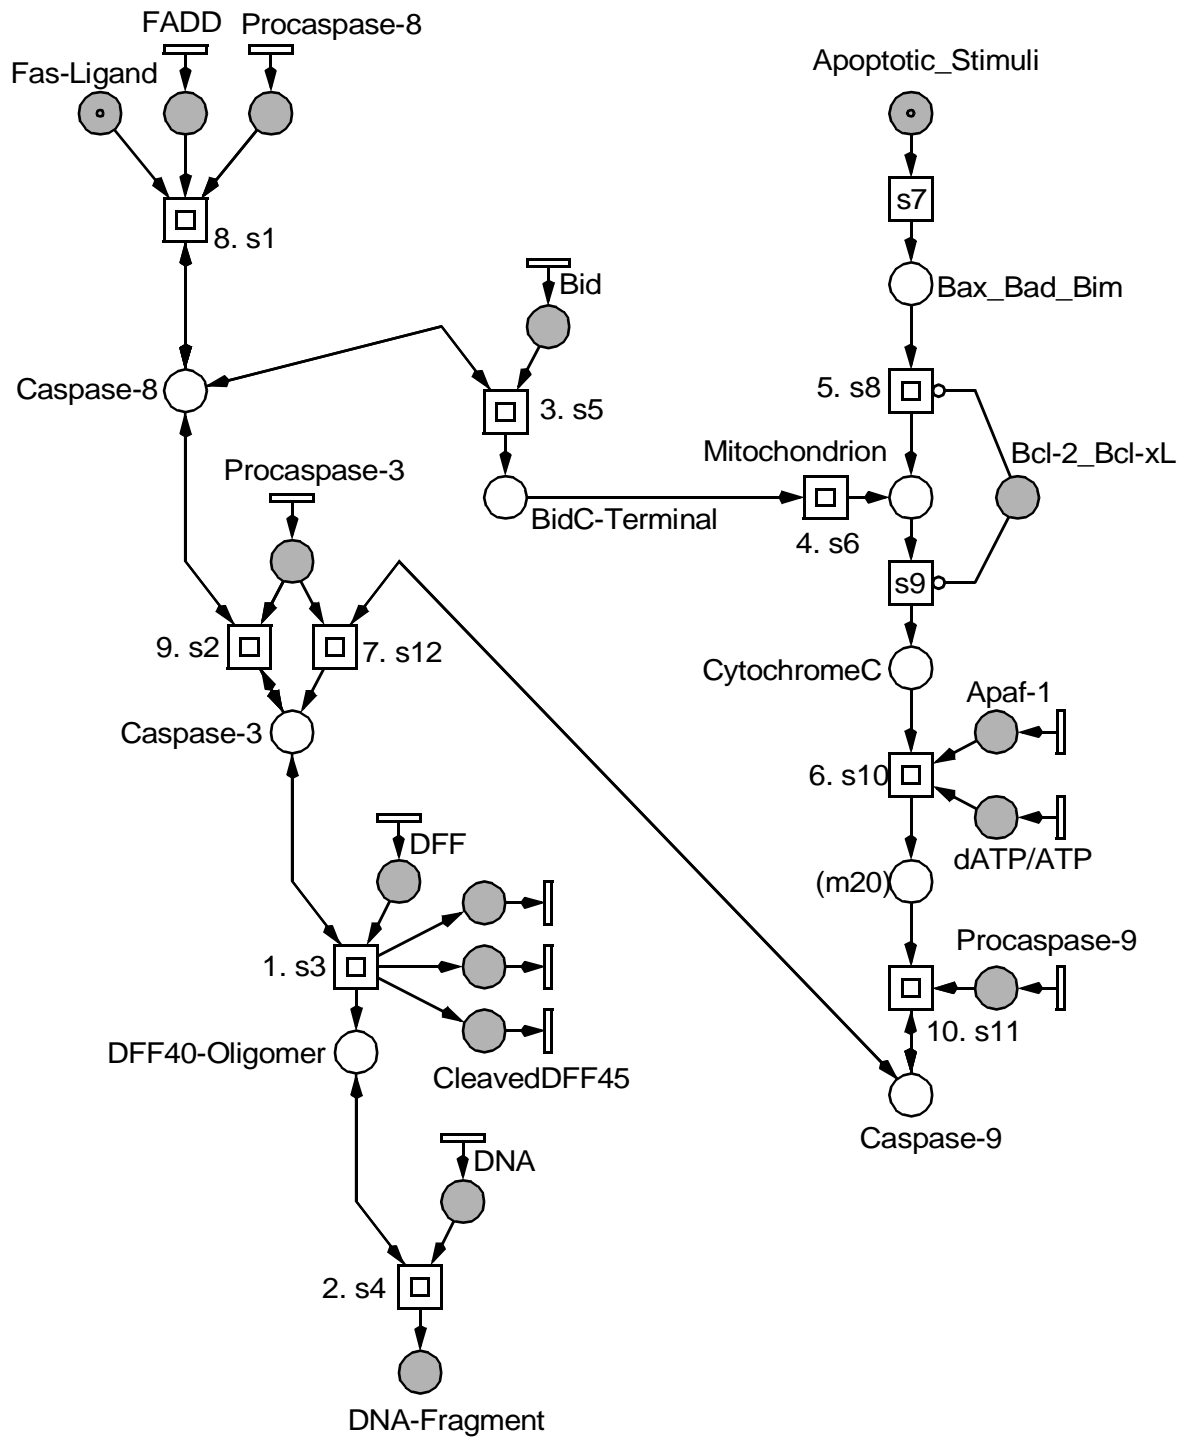 FADD
Procaspase-8
Fas-Ligand
Apoptotic_Stimuli
s7
8. s1
Bid
Bax_Bad_Bim
Caspase-8
3. s5
5. s8
Mitochondrion
Bcl-2_Bcl-xL
Procaspase-3
BidC-Terminal
4. s6
s9
9. s2
7. s12
CytochromeC
Apaf-1
Caspase-3
6. s10
DFF
dATP/ATP
(m20)
Procaspase-9
1. s3
10. s11
DFF40-Oligomer
CleavedDFF45
Caspase-9
DNA
2. s4
DNA-Fragment